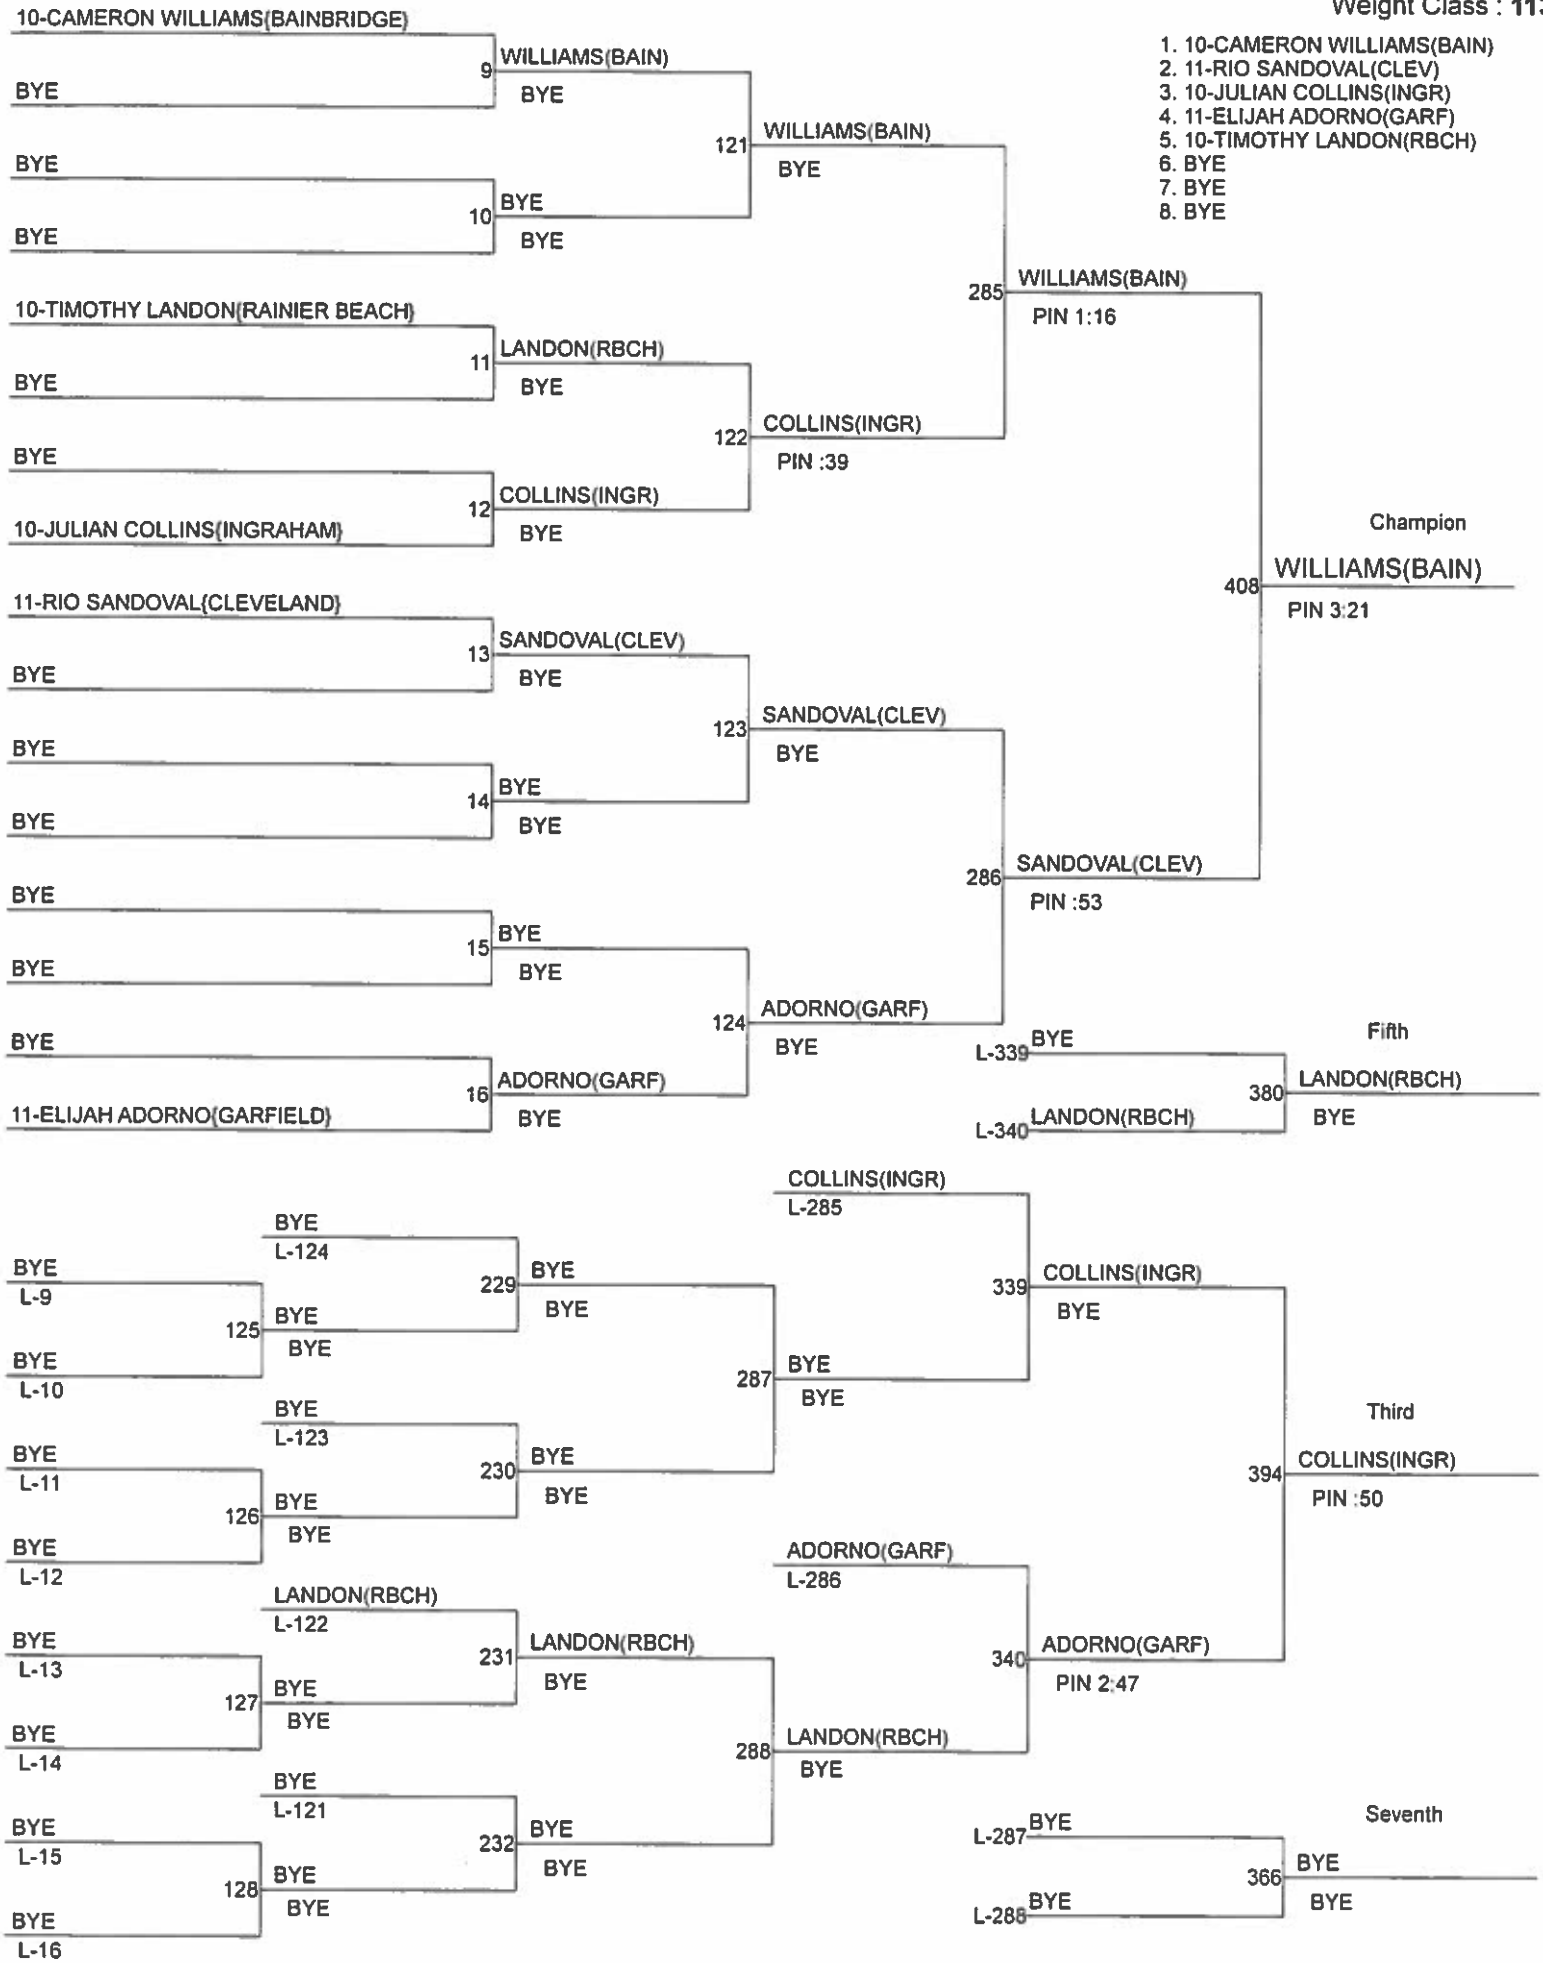 Weight Class : 113
1. 10-CAMERON WILLIAMS(BAIN)
2. 11-RIO SANDOVAL(CLEV)
3. 10-JULIAN COLLINS(INGR)
4. 11-ELIJAH ADORNO(GARF)
5. 10-TIMOTHY LANDON(RBCH)
6. BYE
7. BYE
8. BYE
10-CAMERON WILLIAMS(BAINBRIDGE)
BYE
9 WILLIAMS(BAIN)
BYE
BYE
BYE
10 BYE
BYE
121 WILLIAMS(BAIN)
BYE
10-TIMOTHY LANDON(RAINIER BEACH)
BYE
11 LANDON(RBCH)
BYE
BYE
10-JULIAN COLLINS(INGRAHAM)
12 COLLINS(INGR)
BYE
122 COLLINS(INGR)
PIN :39
285 WILLIAMS(BAIN)
PIN 1:16
11-RIO SANDOVAL(CLEVELAND)
BYE
13 SANDOVAL(CLEV)
BYE
BYE
BYE
14 BYE
BYE
123 SANDOVAL(CLEV)
BYE
BYE
BYE
15 BYE
BYE
BYE
11-ELIJAH ADORNO(GARFIELD)
16 ADORNO(GARF)
BYE
124 ADORNO(GARF)
BYE
286 SANDOVAL(CLEV)
PIN :53
Champion
408 WILLIAMS(BAIN)
PIN 3:21
Fifth
L-339 BYE
L-340 LANDON(RBCH)
380 LANDON(RBCH)
BYE
COLLINS(INGR)
L-285
BYE
L-124
BYE
L-9
BYE
L-10
125 BYE
BYE
229 BYE
BYE
BYE
L-123
BYE
L-11
BYE
L-12
126 BYE
BYE
230 BYE
BYE
287 BYE
BYE
339 COLLINS(INGR)
BYE
ADORNO(GARF)
L-286
LANDON(RBCH)
L-122
BYE
L-13
BYE
L-14
127 BYE
BYE
231 LANDON(RBCH)
BYE
BYE
L-121
BYE
L-15
BYE
L-16
128 BYE
BYE
232 BYE
BYE
288 LANDON(RBCH)
BYE
340 ADORNO(GARF)
PIN 2:47
Third
394 COLLINS(INGR)
PIN :50
Seventh
L-287 BYE
L-288 BYE
366 BYE
BYE